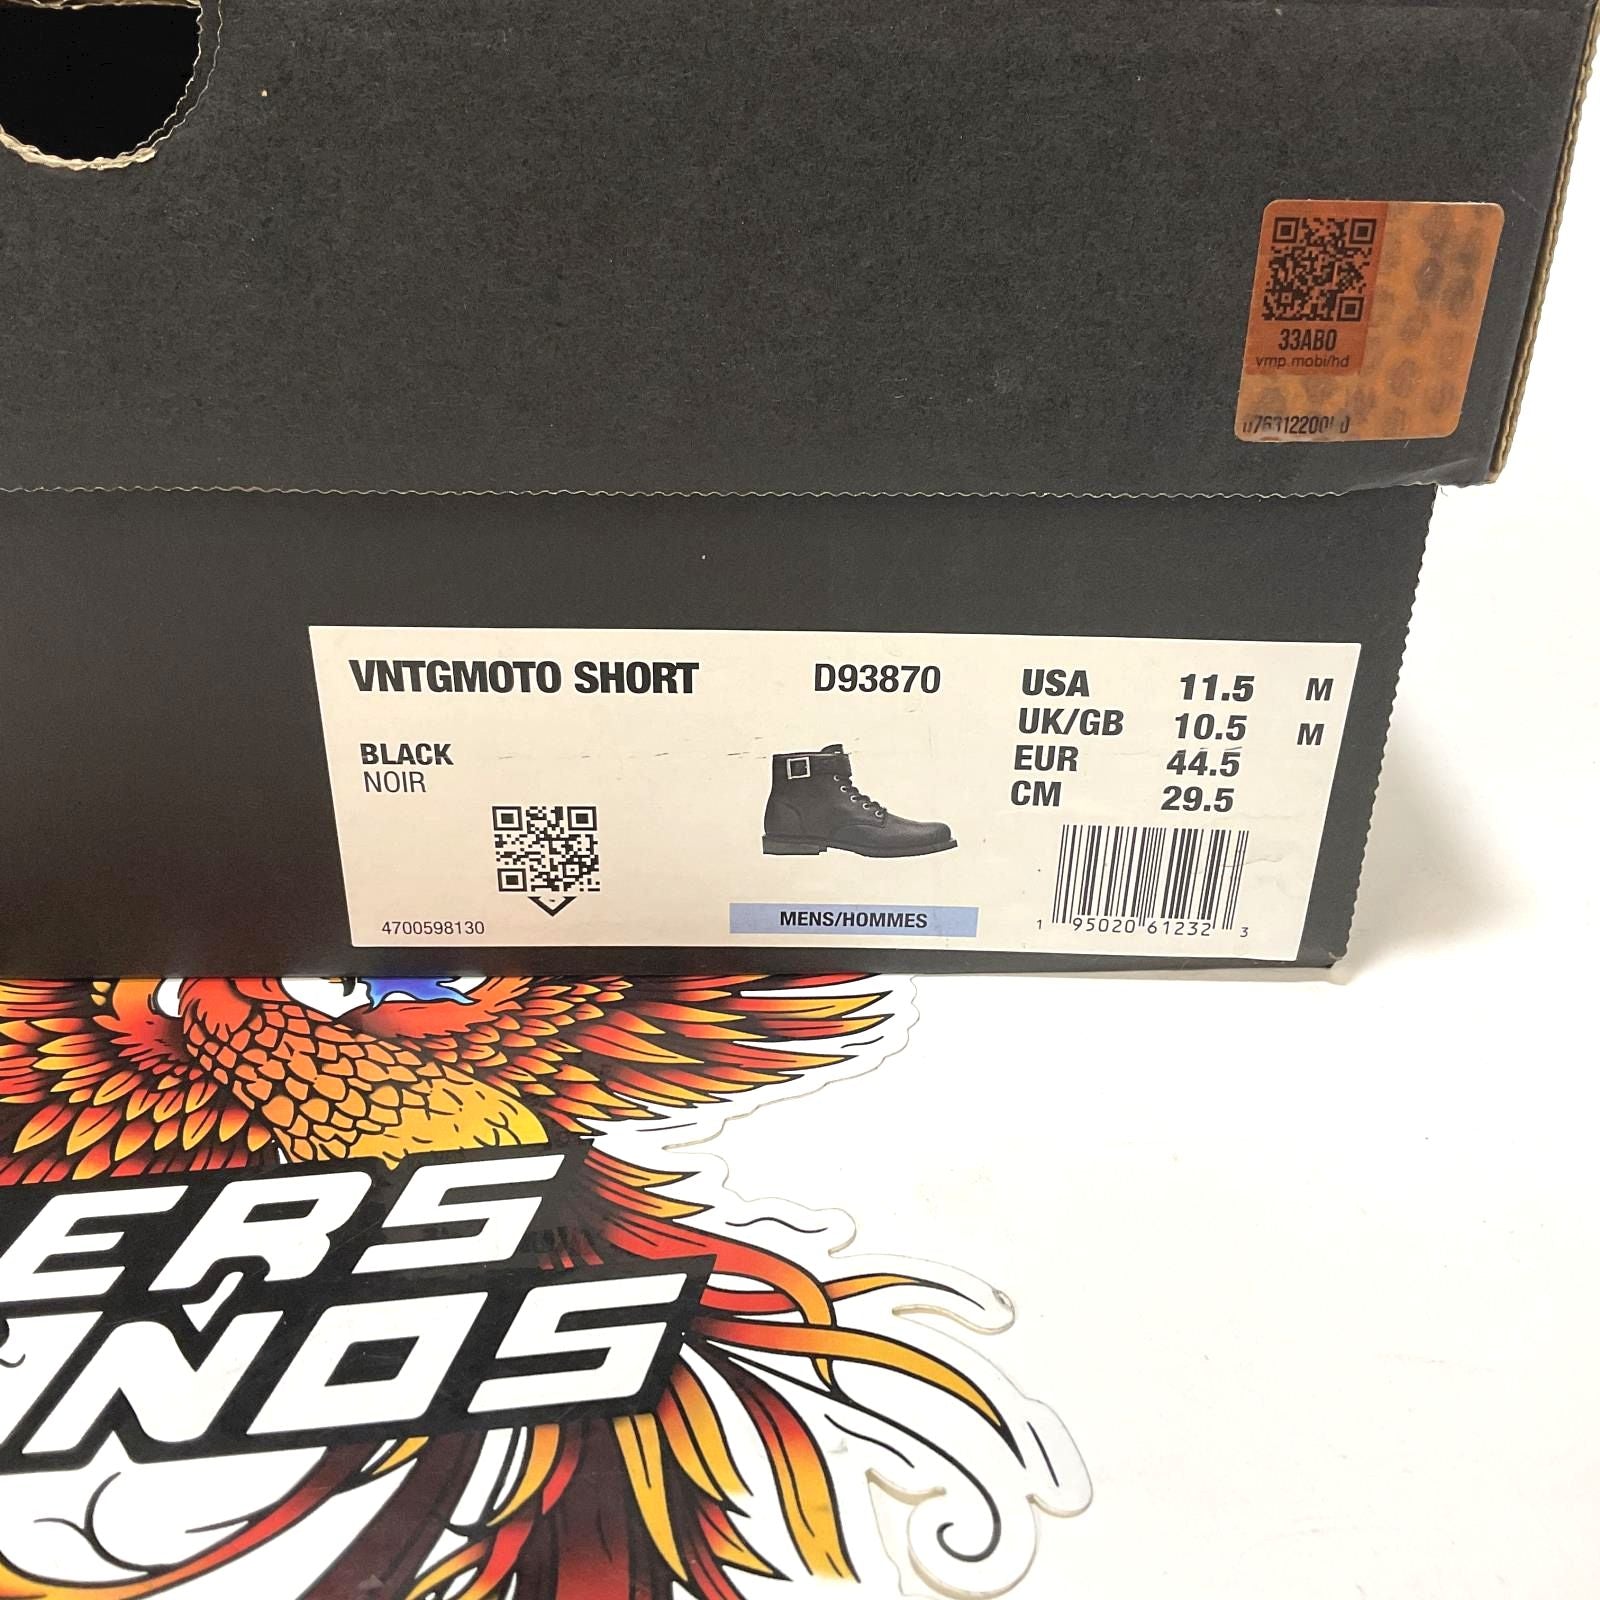 33AB0
vmp.mobi/hd
VNTGMOTO SHORT D93870
USA 11.5 M
UK/GB 10.5 M
EUR 44.5
CM 29.5
BLACK
NOIR
4700598130
MENS/HOMMES
1 95020 61232 3